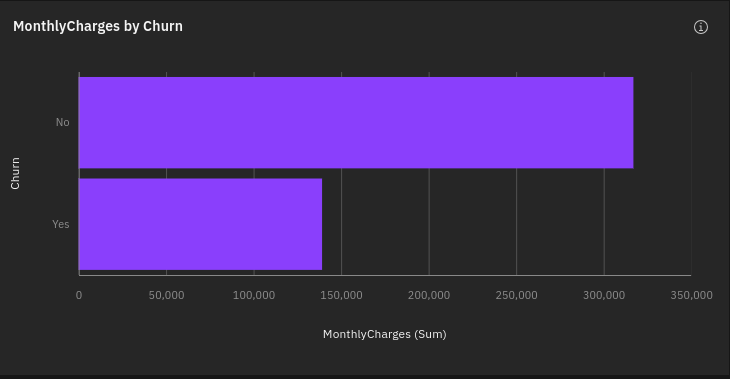 MonthlyCharges by Churn
Churn
No
Yes
0 50,000 100,000 150,000 200,000 250,000 300,000 350,000
MonthlyCharges (Sum)